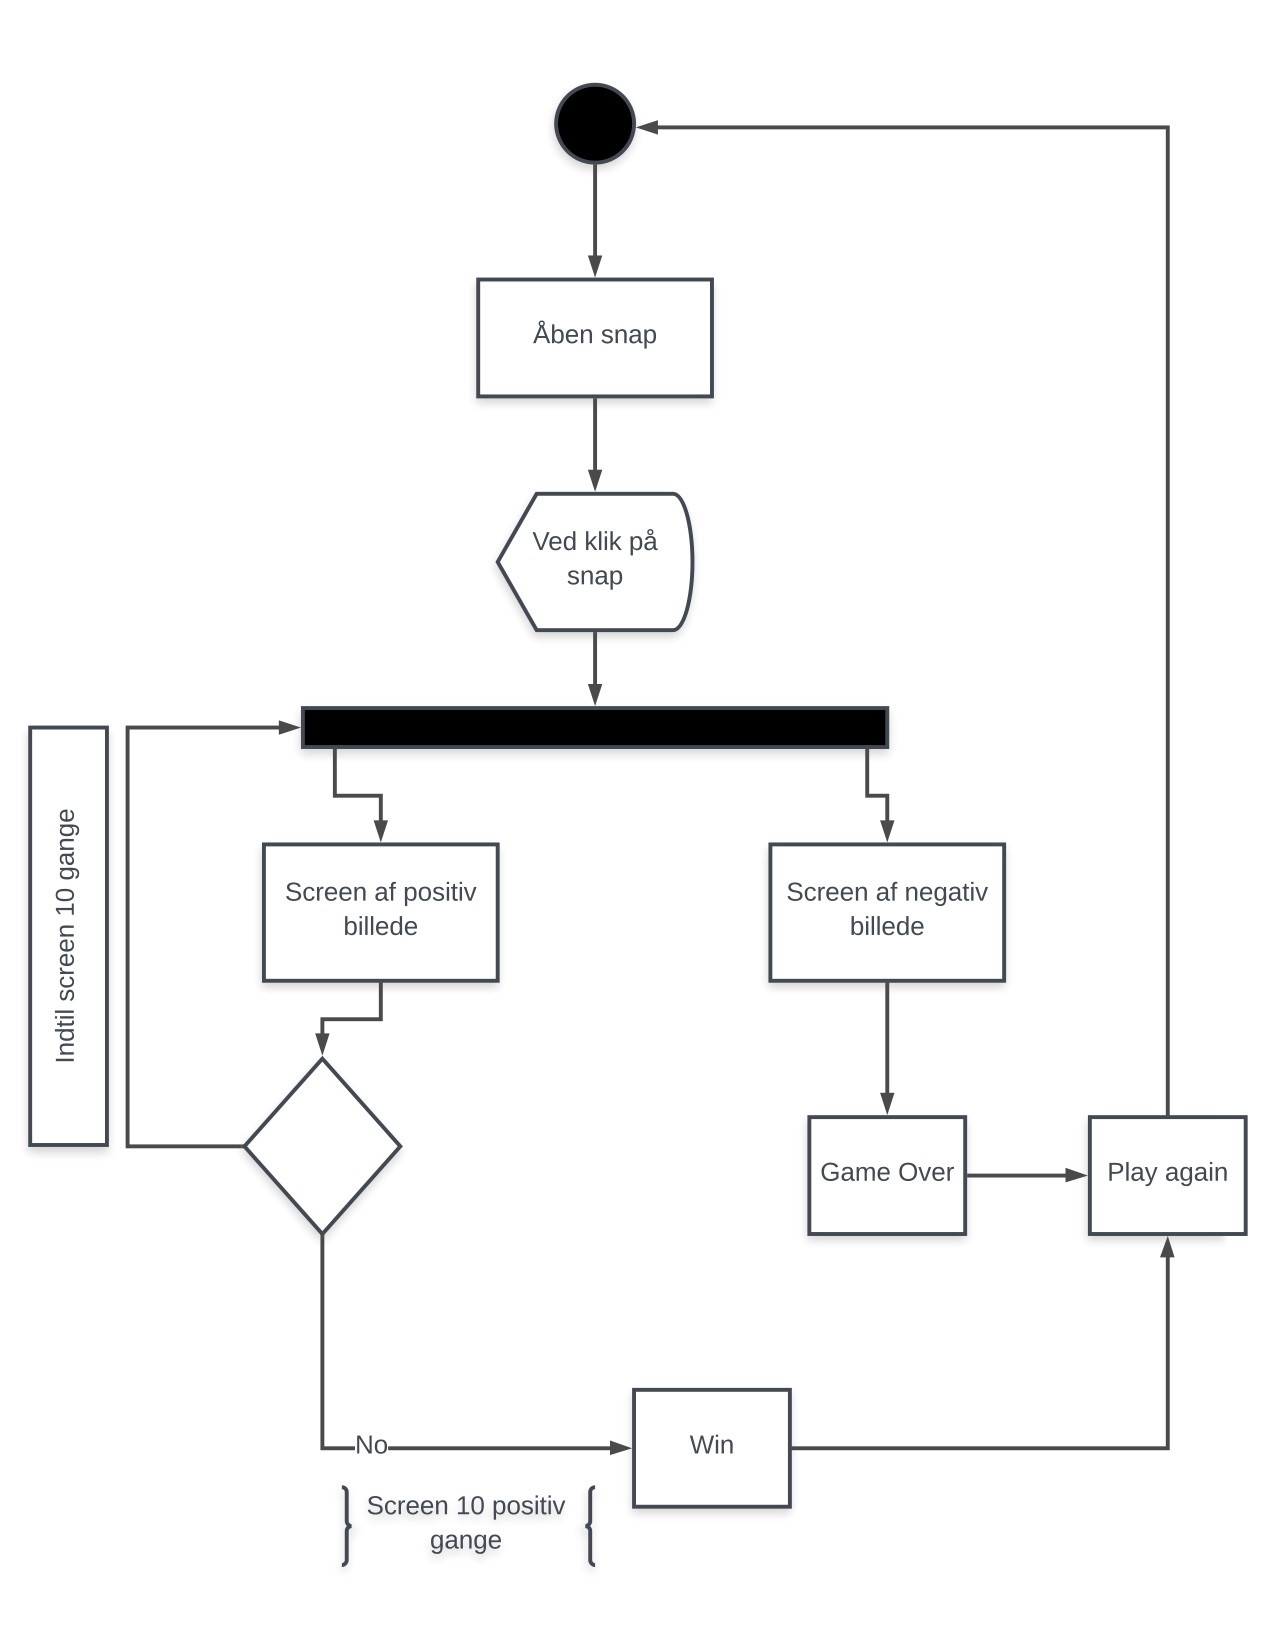 Åben snap
Ved klik på
snap
Indtil screen 10 gange
Screen af positiv
billede
Screen af negativ
billede
Game Over
Play again
No
Win
Screen 10 positiv
gange